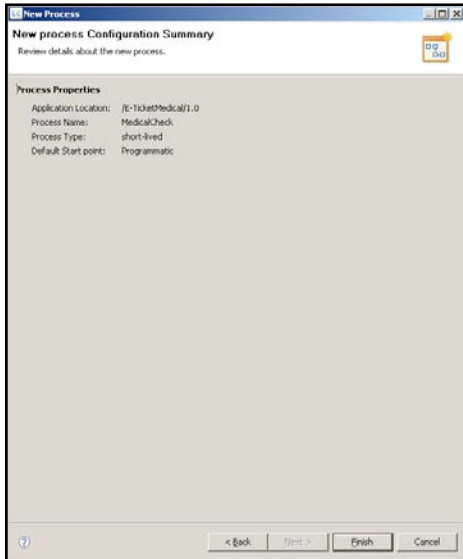 LC New Process
New process Configuration Summary
Review details about the new process.
Process Properties
Application Location: /E-TicketMedical/1.0
Process Name: MedicalCheck
Process Type: short-lived
Default Start point: Programmatic
< Back Next > Finish Cancel